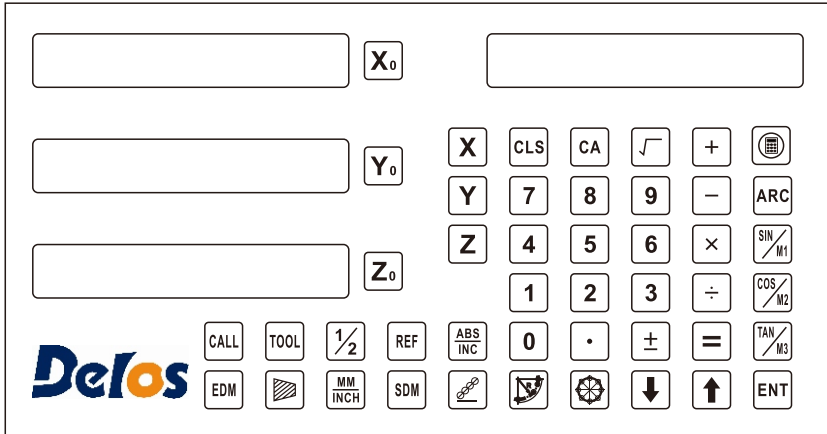 X₀
X CLS CA √ +
Y₀
Y 7 8 9 − ARC
Z 4 5 6 × SIN/M1
Z₀
1 2 3 ÷ COS/M2
CALL TOOL 1/2 REF ABS/INC 0 · ± = TAN/M3
Delos
EDM MM/INCH SDM R ↓ ↑ ENT